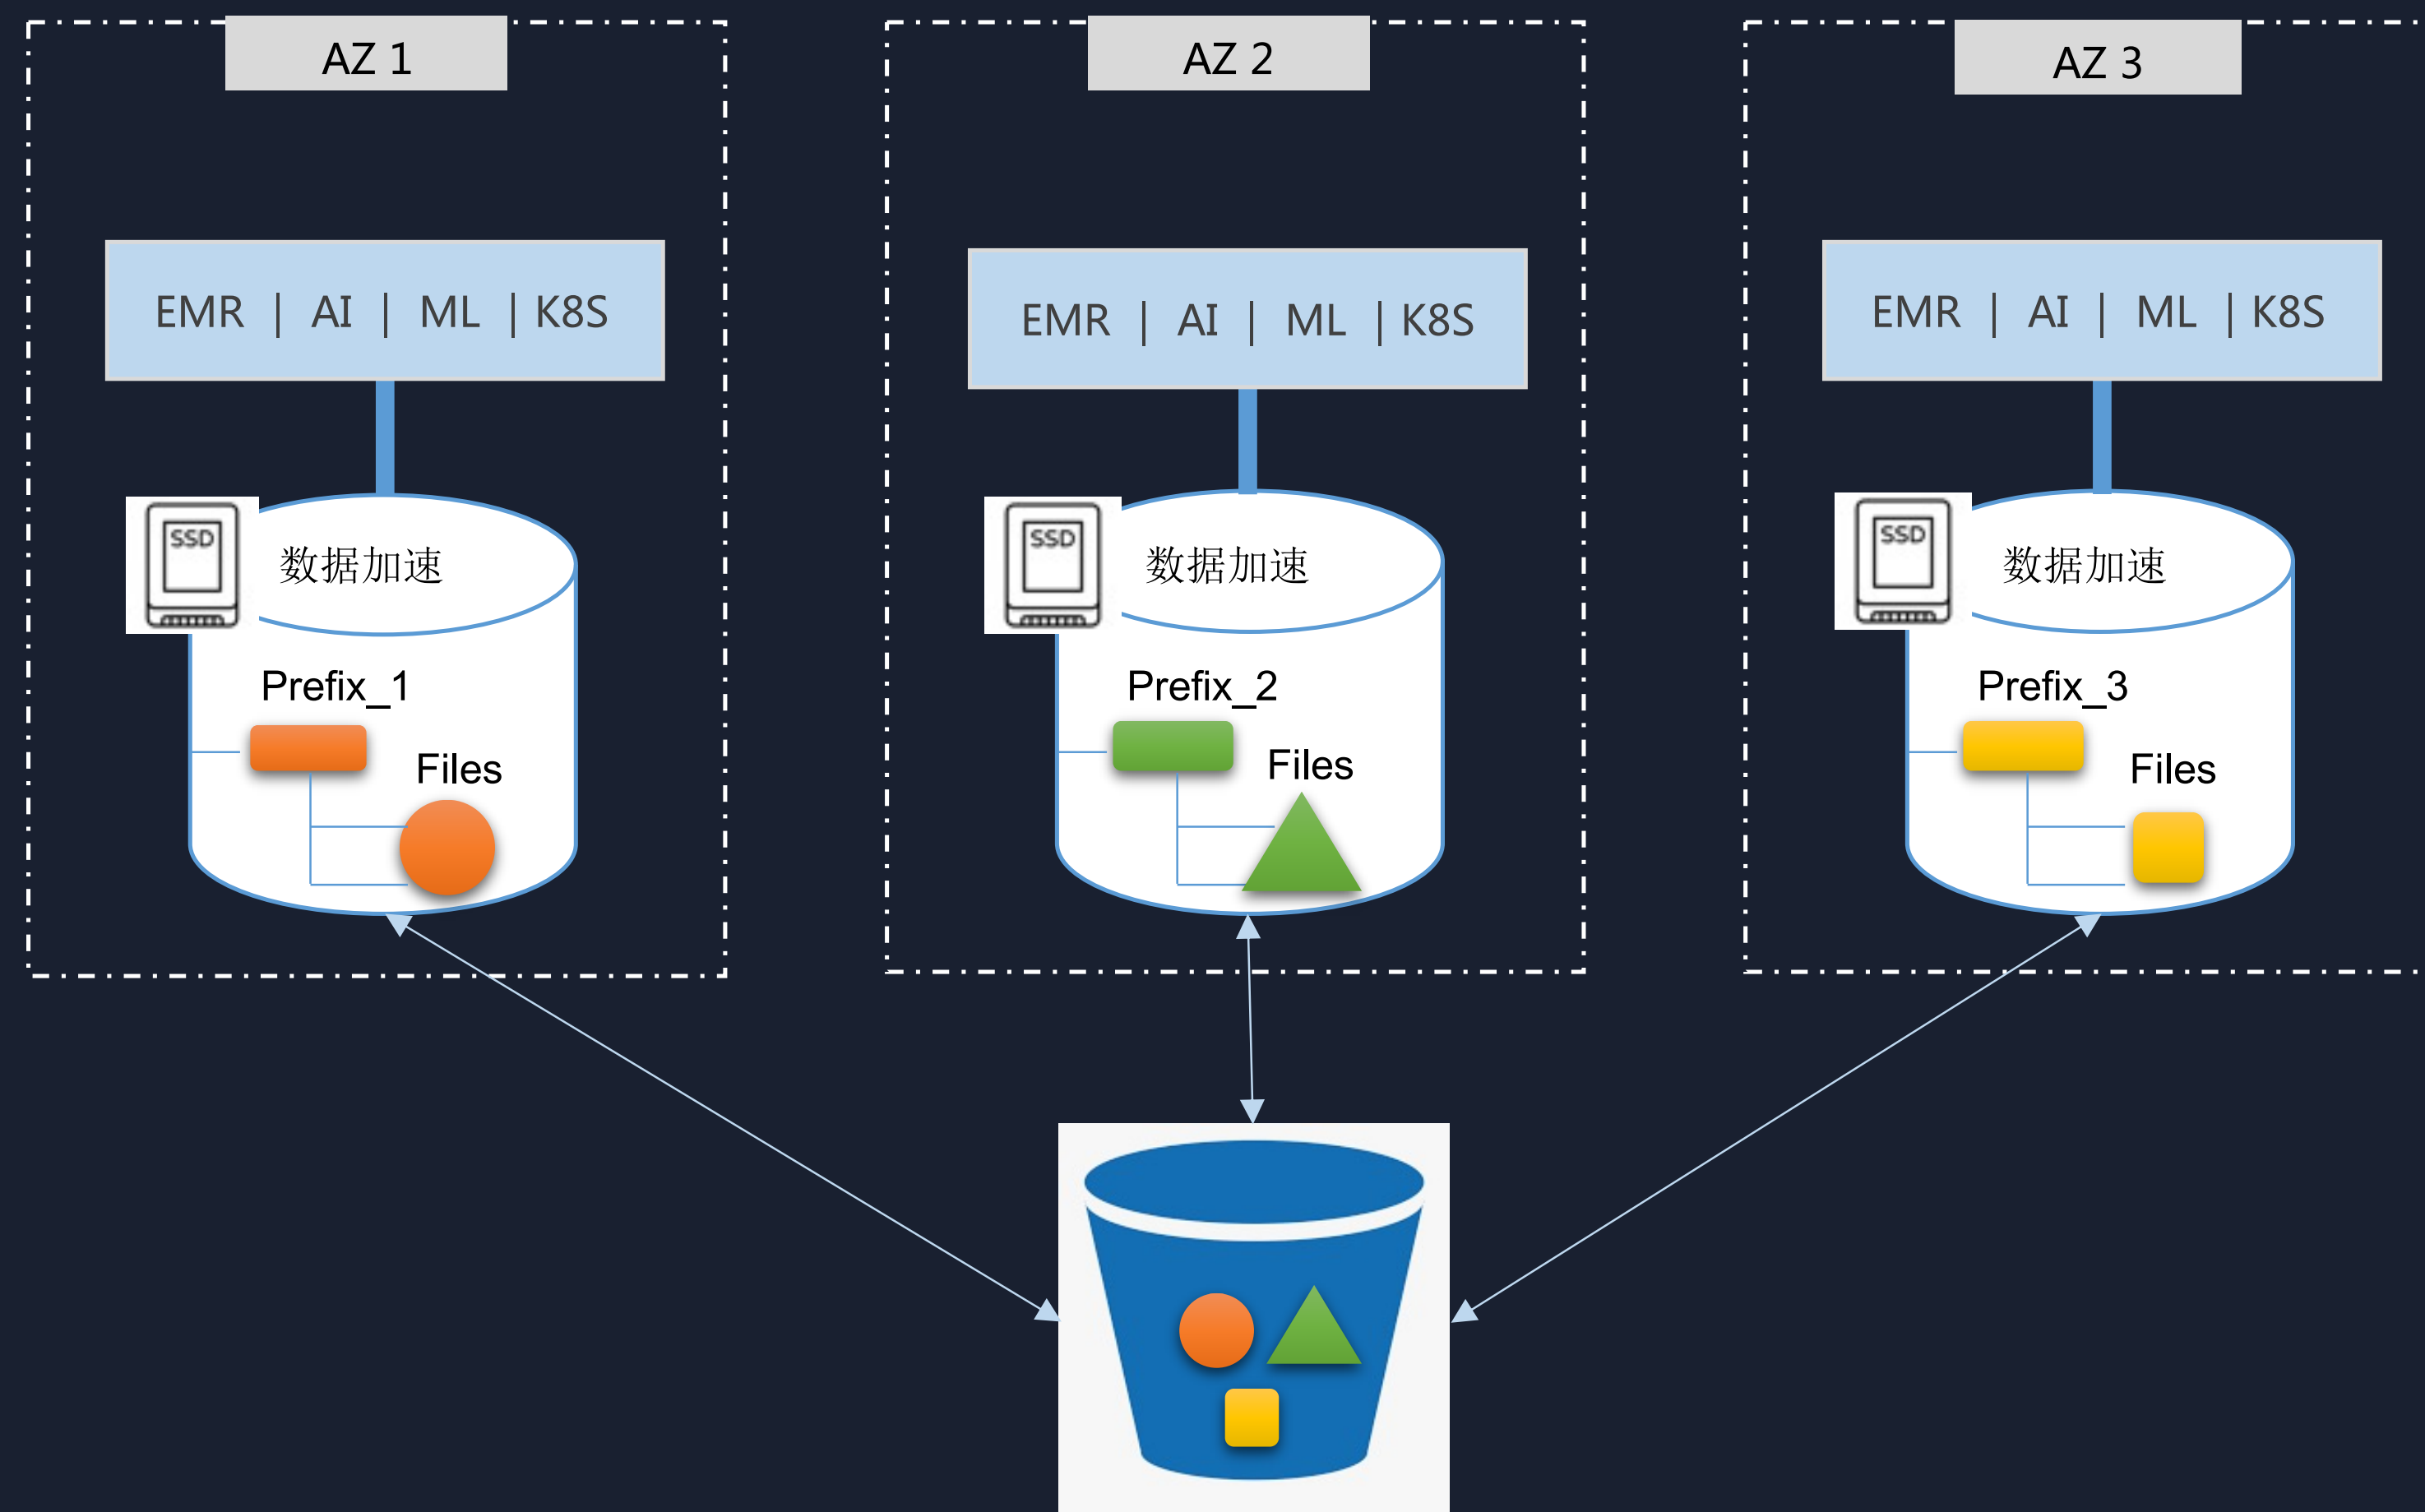 AZ 1
AZ 2
AZ 3
EMR | AI | ML | K8S
EMR | AI | ML | K8S
EMR | AI | ML | K8S
SSD
数据加速
SSD
数据加速
SSD
数据加速
Prefix_1
Prefix_2
Prefix_3
Files
Files
Files